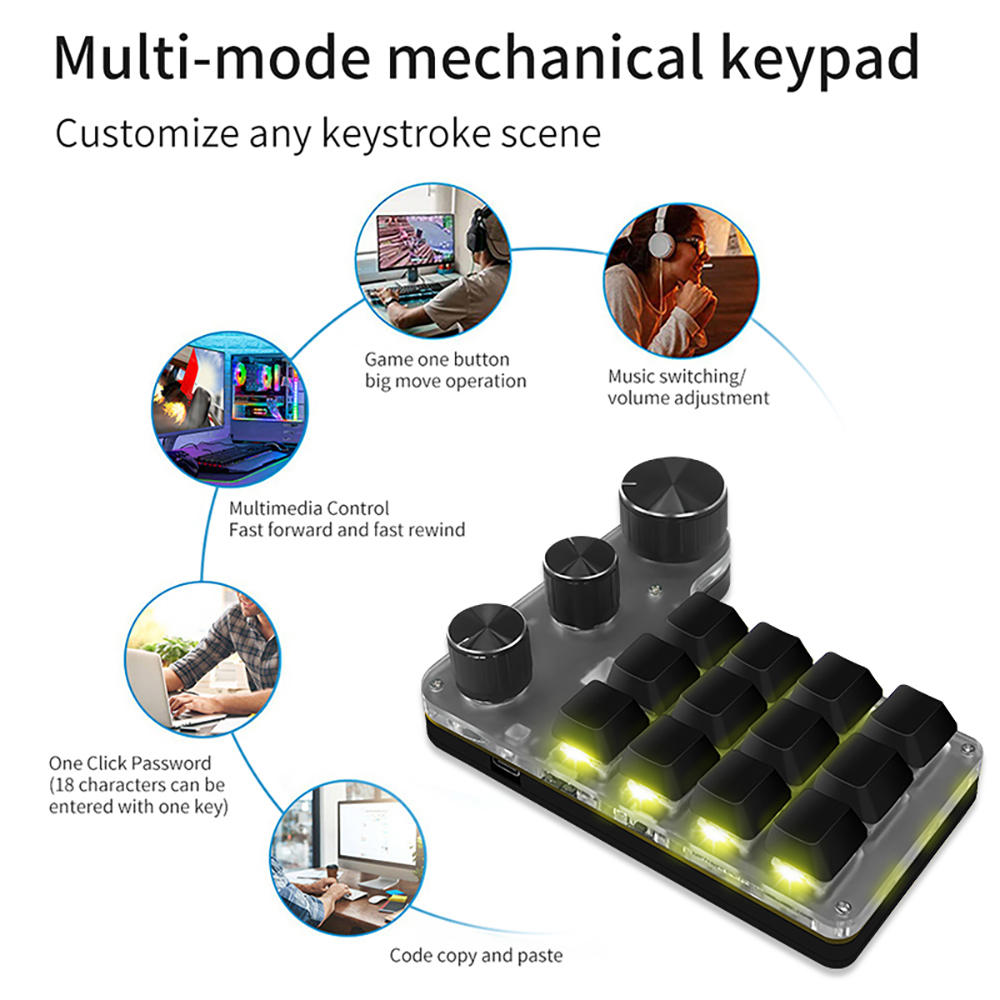 Multi-mode mechanical keypad
Customize any keystroke scene
Game one button
big move operation
Music switching/
volume adjustment
Multimedia Control
Fast forward and fast rewind
One Click Password
(18 characters can be
entered with one key)
Code copy and paste